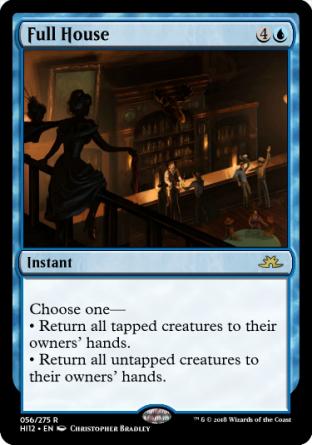 Full House 4
Instant
Choose one—
• Return all tapped creatures to their
owners' hands.
• Return all untapped creatures to
their owners' hands.
056/275 R
HI12 • EN Christopher Bradley
™ & © 2018 Wizards of the Coast